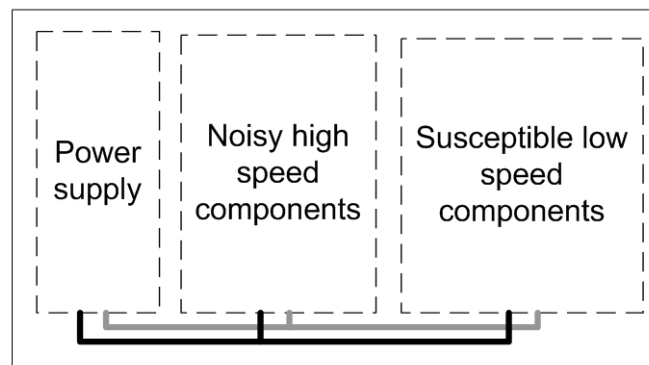 Power
supply
Noisy high
speed
components
Susceptible low
speed
components